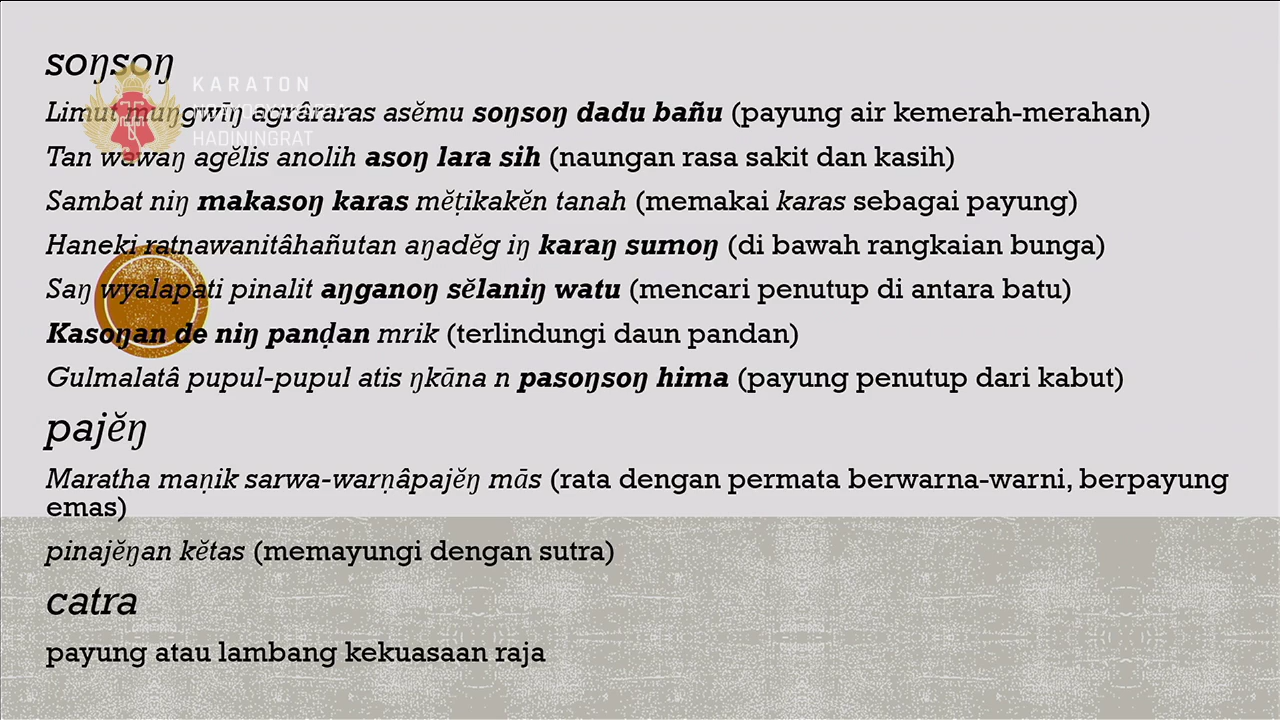 soŋsoŋ
KARATON
Limut muŋgwīŋ agrâraras asĕmu soŋsoŋ dadu bañu (payung air kemerah-merahan)
HADININGRAT
Tan wawaŋ agĕlis anolih asoŋ lara sih (naungan rasa sakit dan kasih)
Sambat niŋ makasoŋ karas mĕṭikakĕn tanah (memakai karas sebagai payung)
Haneki ratnawanitâhañutan aŋadĕg iŋ karaŋ sumoŋ (di bawah rangkaian bunga)
Saŋ wyalapati pinalit aŋganoŋ sĕlaniŋ watu (mencari penutup di antara batu)
Kasoŋan de niŋ panḍan mrik (terlindungi daun pandan)
Gulmalatâ pupul-pupul atis ŋkāna n pasoŋsoŋ hima (payung penutup dari kabut)
pajĕŋ
Maratha maṇik sarwa-warṇâpajĕŋ mās (rata dengan permata berwarna-warni, berpayung
emas)
pinajĕŋan kĕtas (memayungi dengan sutra)
catra
payung atau lambang kekuasaan raja